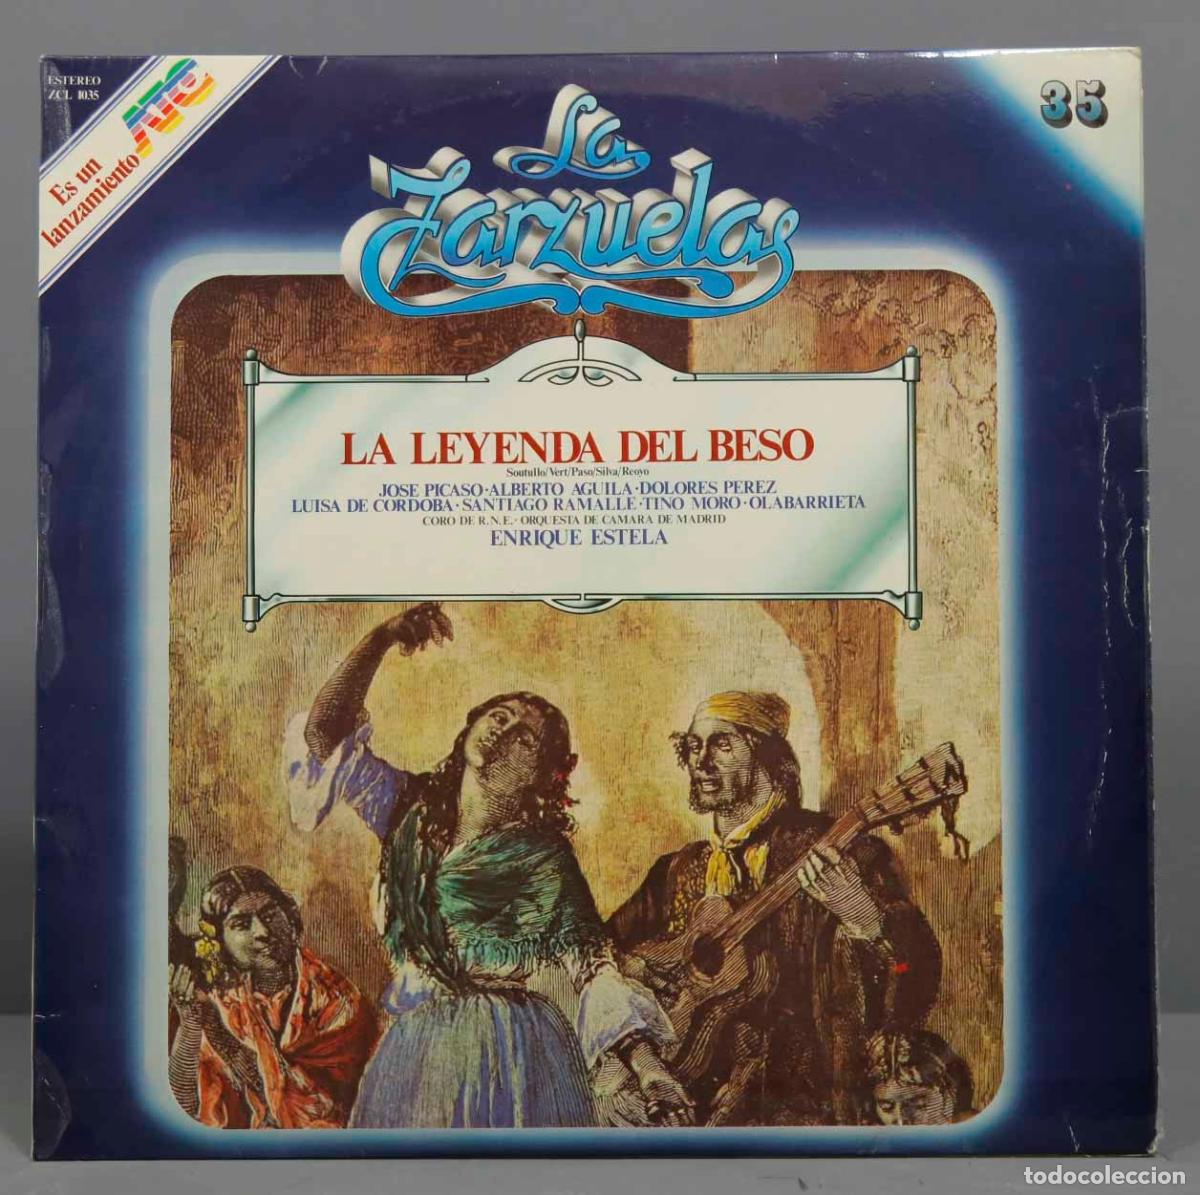 ESTEREO
ZCL 1035
Es un
lanzamiento
35
La
Zarzuela
LA LEYENDA DEL BESO
Soutullo/Vert/Paso/Silva/Reoyo
JOSE PICASO·ALBERTO AGUILA·DOLORES PEREZ
LUISA DE CORDOBA·SANTIAGO RAMALLE·TINO MORO·OLABARRIETA
CORO DE R.N.E.·ORQUESTA DE CAMARA DE MADRID
ENRIQUE ESTELA
todocoleccion